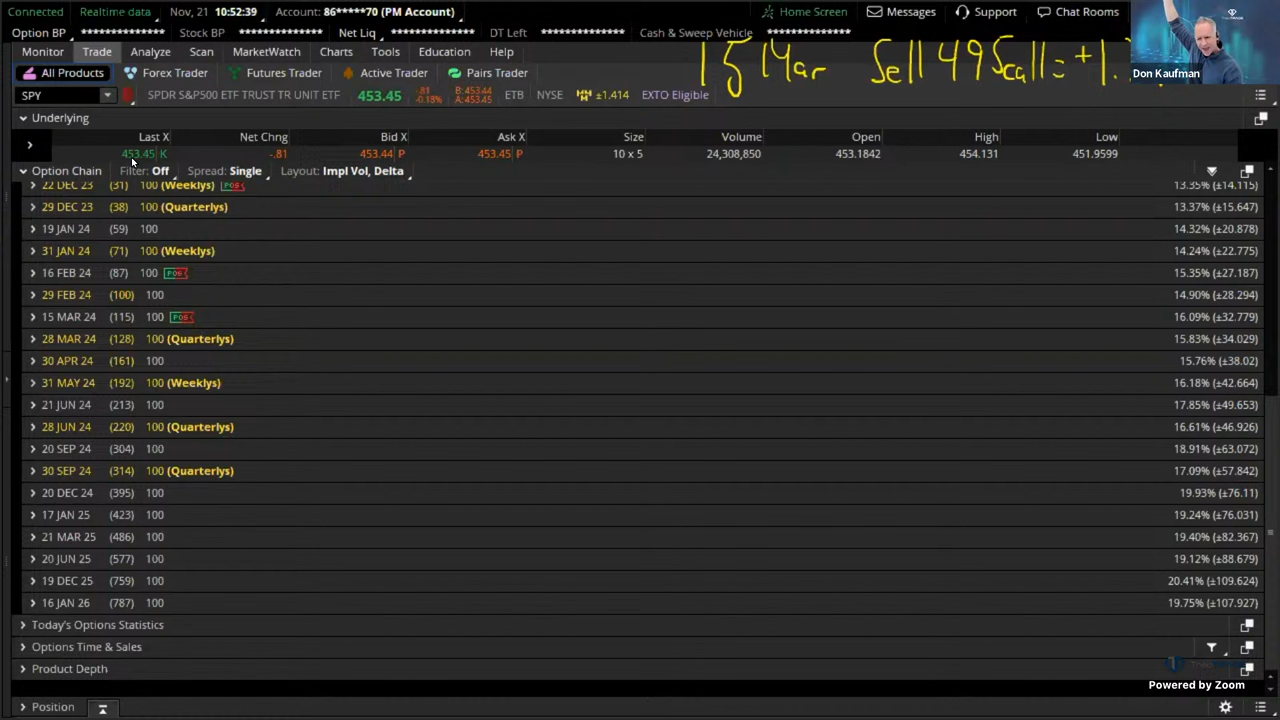 Connected Realtime data Nov, 21 10:52:39 Account: 86*****70 (PM Account) Home Screen Messages Support Chat Rooms
Option BP ************** Stock BP ************** Net Liq ************** DT Left ************** Cash & Sweep Vehicle **************
Monitor Trade Analyze Scan MarketWatch Charts Tools Education Help
15 Mar Sell 495 call = +1.
Don Kaufman
All Products Forex Trader Futures Trader Active Trader Pairs Trader
SPY SPDR S&P500 ETF TRUST TR UNIT ETF 453.45 -.81 -0.18% B: 453.44 A: 453.45 ETB NYSE ±1.414 EXTO Eligible
Underlying
Last X Net Chng Bid X Ask X Size Volume Open High Low
453.45 K -.81 453.44 P 453.45 P 10 x 5 24,308,850 453.1842 454.131 451.9599
Option Chain Filter: Off Spread: Single Layout: Impl Vol, Delta
22 DEC 23 (31) 100 (Weeklys) POS 13.35% (±14.115)
29 DEC 23 (38) 100 (Quarterlys) 13.37% (±15.647)
19 JAN 24 (59) 100 14.32% (±20.878)
31 JAN 24 (71) 100 (Weeklys) 14.24% (±22.775)
16 FEB 24 (87) 100 POS 15.35% (±27.187)
29 FEB 24 (100) 100 14.90% (±28.294)
15 MAR 24 (115) 100 POS 16.09% (±32.779)
28 MAR 24 (128) 100 (Quarterlys) 15.83% (±34.029)
30 APR 24 (161) 100 15.76% (±38.02)
31 MAY 24 (192) 100 (Weeklys) 16.18% (±42.664)
21 JUN 24 (213) 100 17.85% (±49.653)
28 JUN 24 (220) 100 (Quarterlys) 16.61% (±46.926)
20 SEP 24 (304) 100 18.91% (±63.072)
30 SEP 24 (314) 100 (Quarterlys) 17.09% (±57.842)
20 DEC 24 (395) 100 19.93% (±76.11)
17 JAN 25 (423) 100 19.24% (±76.031)
21 MAR 25 (486) 100 19.40% (±82.367)
20 JUN 25 (577) 100 19.12% (±88.679)
19 DEC 25 (759) 100 20.41% (±109.624)
16 JAN 26 (787) 100 19.75% (±107.927)
Today's Options Statistics
Options Time & Sales
Product Depth
Powered by Zoom
Position